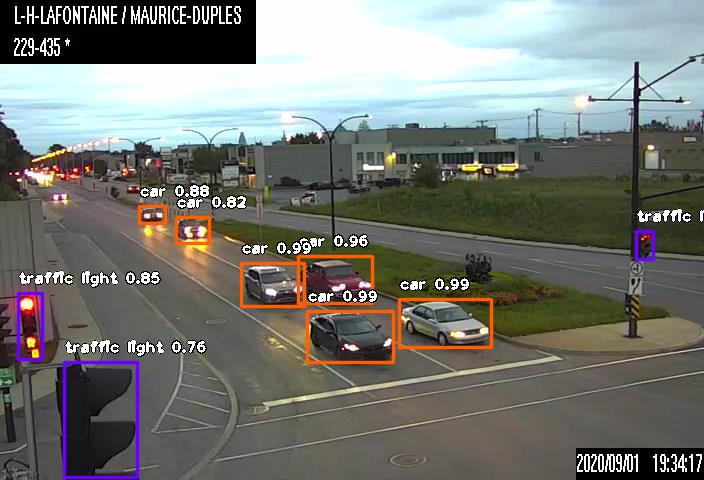 L-H-LAFONTAINE / MAURICE-DUPLES
229-435 *
car 0.88
car 0.82
car 0.99
car 0.96
traffic l
traffic light 0.85
car 0.99
car 0.99
traffic light 0.76
2020/09/01 19:34:17